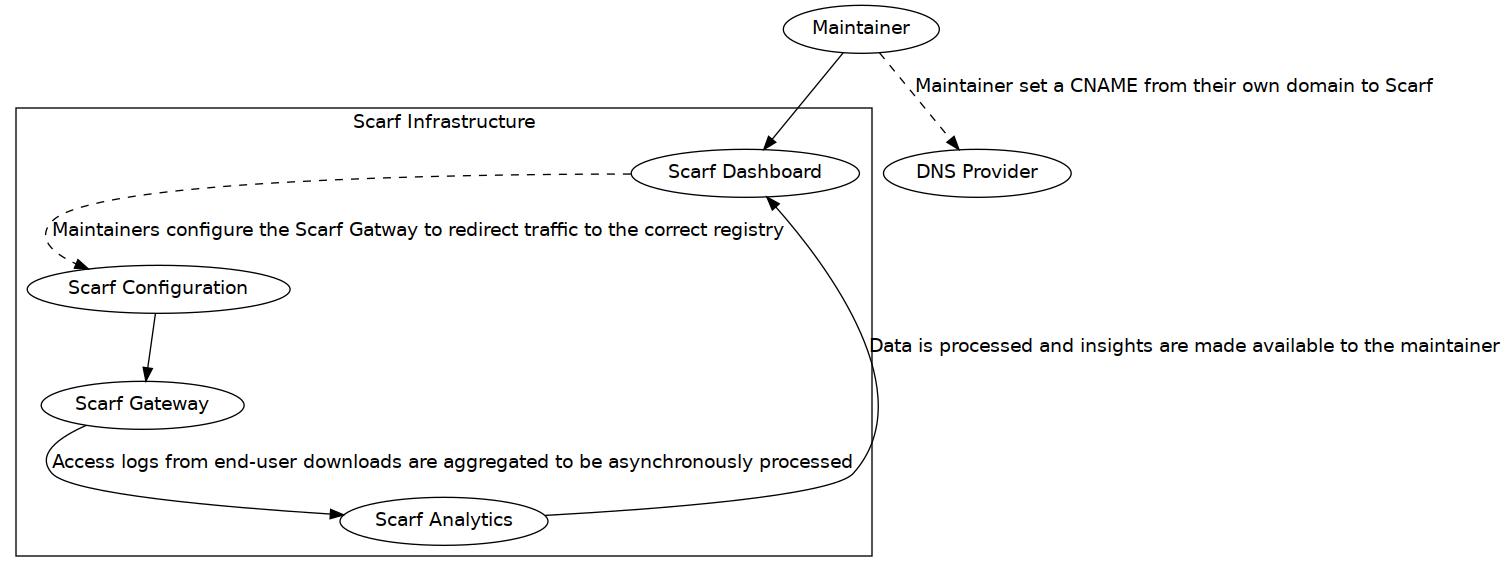 Maintainer
Maintainer set a CNAME from their own domain to Scarf
Scarf Infrastructure
Scarf Dashboard
DNS Provider
Maintainers configure the Scarf Gatway to redirect traffic to the correct registry
Scarf Configuration
Data is processed and insights are made available to the maintainer
Scarf Gateway
Access logs from end-user downloads are aggregated to be asynchronously processed
Scarf Analytics